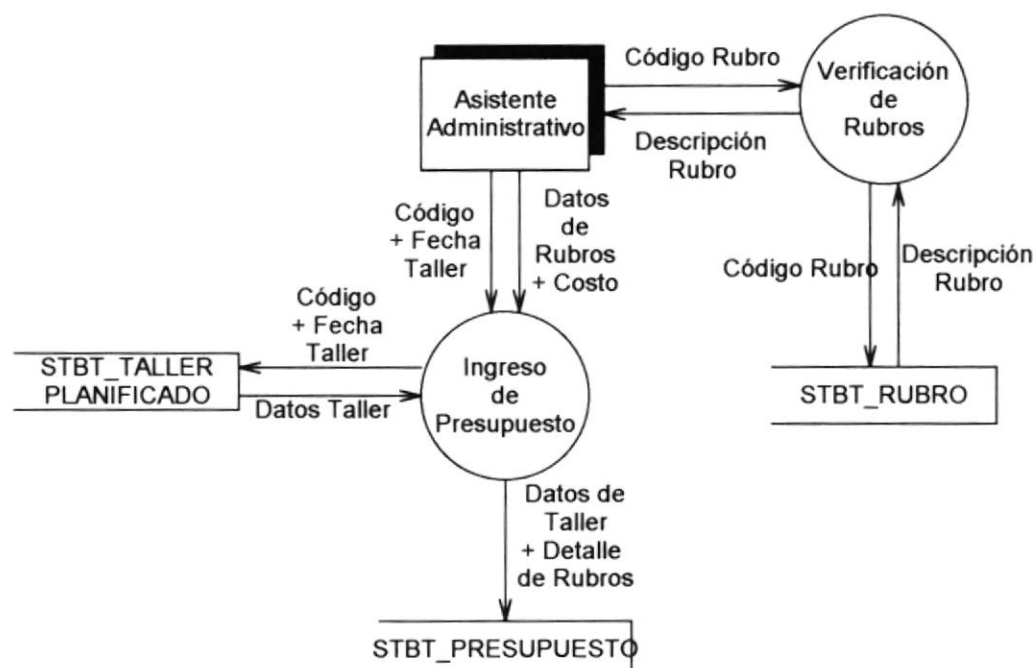 Código Rubro
Verificación
de
Rubros
Asistente
Administrativo
Descripción
Rubro
Código
+ Fecha
Taller
Datos
de
Rubros
+ Costo
Código Rubro
Descripción
Rubro
Código
+ Fecha
Taller
STBT_TALLER
PLANIFICADO
Datos Taller
Ingreso
de
Presupuesto
STBT_RUBRO
Datos de
Taller
+ Detalle
de Rubros
STBT_PRESUPUESTO